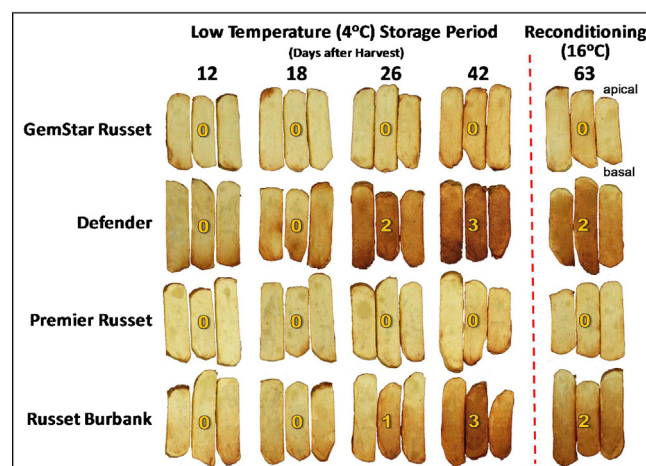 Low Temperature (4°C) Storage Period
(Days after Harvest)
Reconditioning
(16°C)
12 18 26 42 63
apical
GemStar Russet 0 0 0 0 0
basal
Defender 0 0 2 3 2
Premier Russet 0 0 0 0 0
Russet Burbank 0 0 1 3 2